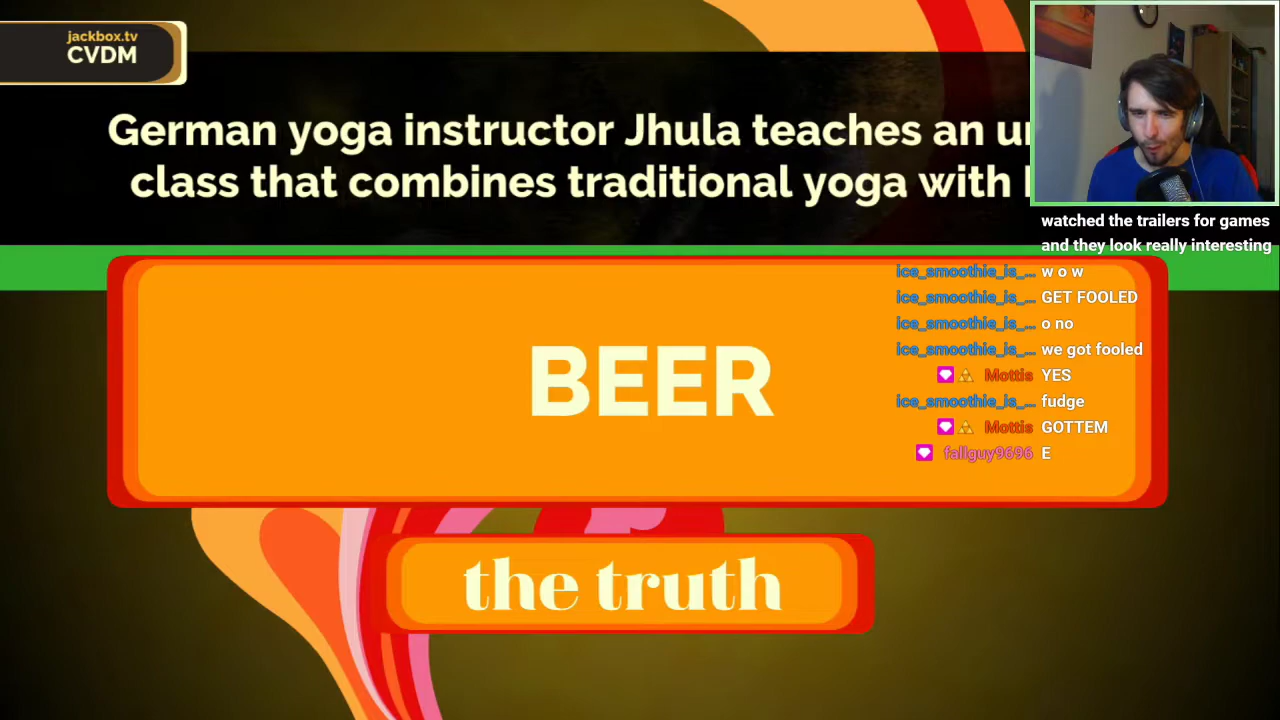 jackbox.tv
CVDM
German yoga instructor Jhula teaches an
class that combines traditional yoga with
BEER
the truth
watched the trailers for games
and they look really interesting
ice_smoothie_is_... w o w
ice_smoothie_is_... GET FOOLED
ice_smoothie_is_... o no
ice_smoothie_is_... we got fooled
Mottis YES
ice_smoothie_is_... fudge
Mottis GOTTEM
fallguy9696 E